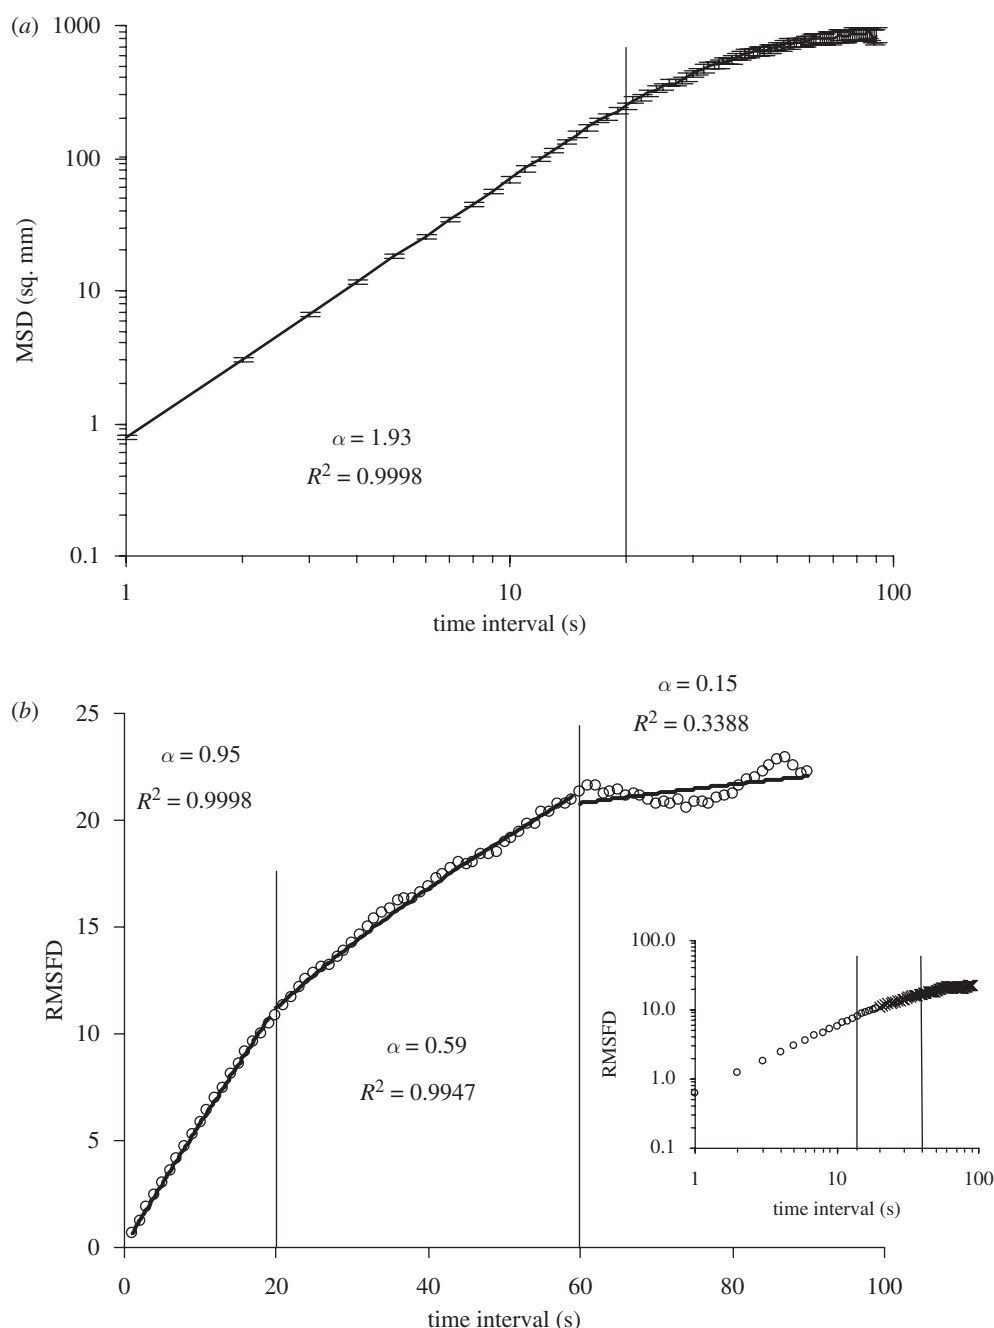 (a)
1000
100
10
1
0.1
MSD (sq. mm)
α = 1.93
R² = 0.9998
1 10 100
time interval (s)
(b)
α = 0.15
R² = 0.3388
25
20
15
10
5
0
RMSFD
α = 0.95
R² = 0.9998
α = 0.59
R² = 0.9947
100.0
10.0
1.0
0.1
RMSFD
1 10 100
time interval (s)
0 20 40 60 80 100
time interval (s)